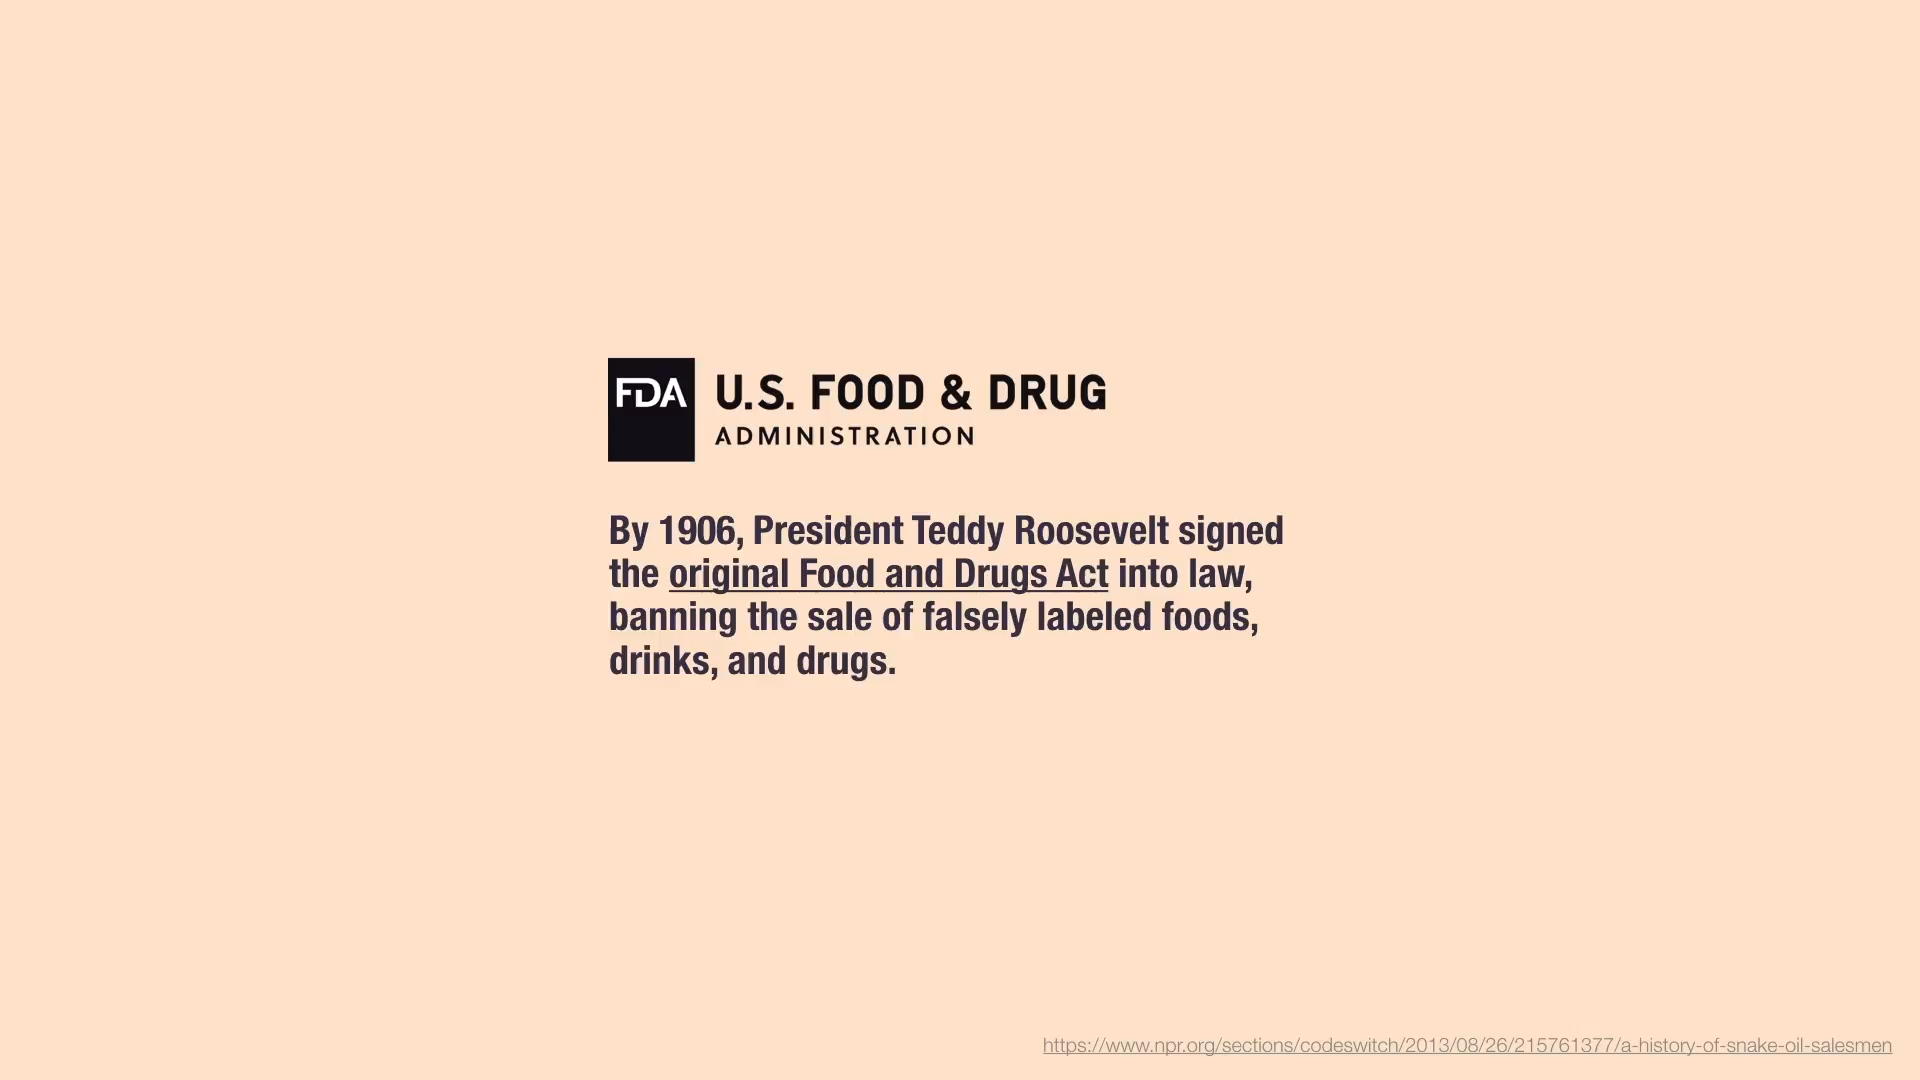 FDA U.S. FOOD & DRUG
ADMINISTRATION
By 1906, President Teddy Roosevelt signed
the original Food and Drugs Act into law,
banning the sale of falsely labeled foods,
drinks, and drugs.
https://www.npr.org/sections/codeswitch/2013/08/26/215761377/a-history-of-snake-oil-salesmen